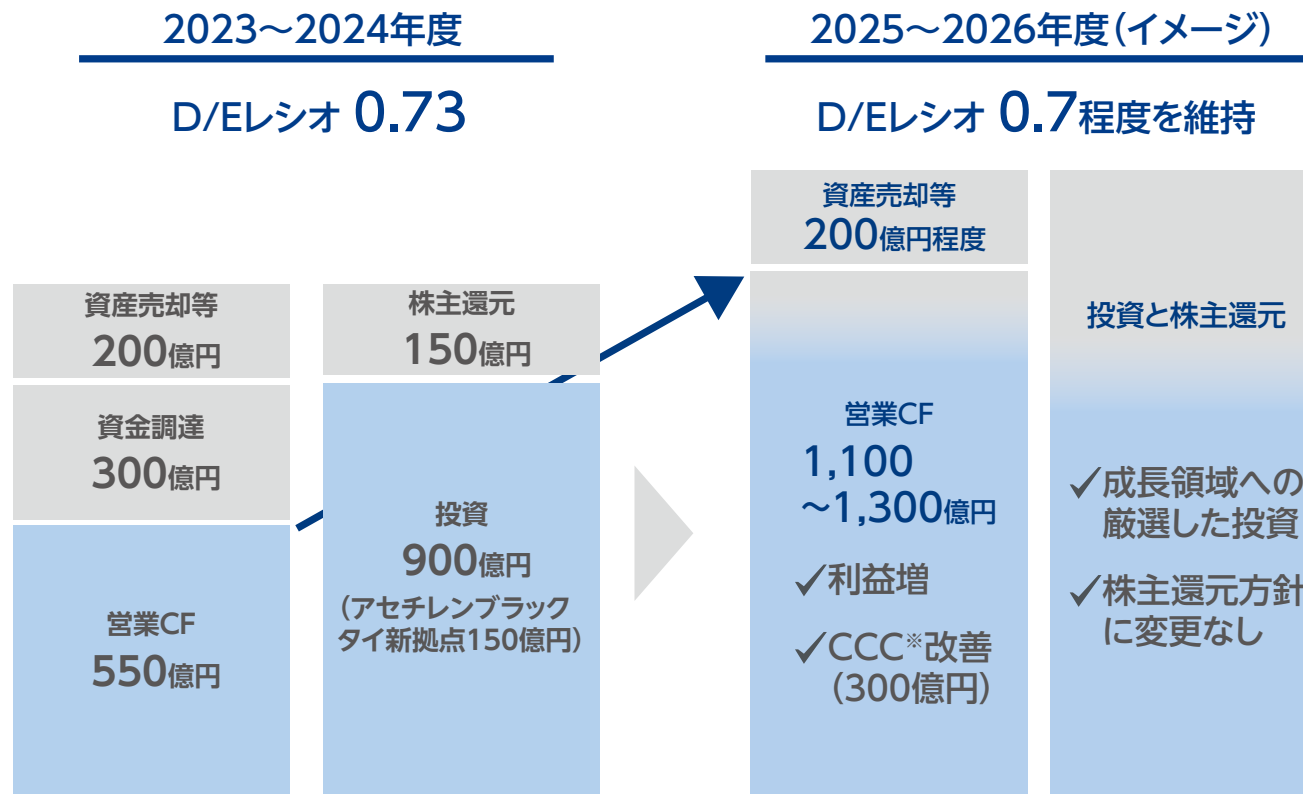 2023～2024年度
D/Eレシオ 0.73
資産売却等
200億円
資金調達
300億円
営業CF
550億円
株主還元
150億円
投資
900億円
（アセチレンブラック
タイ新拠点150億円）
2025～2026年度（イメージ）
D/Eレシオ 0.7程度を維持
資産売却等
200億円程度
営業CF
1,100
～1,300億円
✓利益増
✓CCC※改善
（300億円）
投資と株主還元
✓成長領域への
厳選した投資
✓株主還元方針
に変更なし